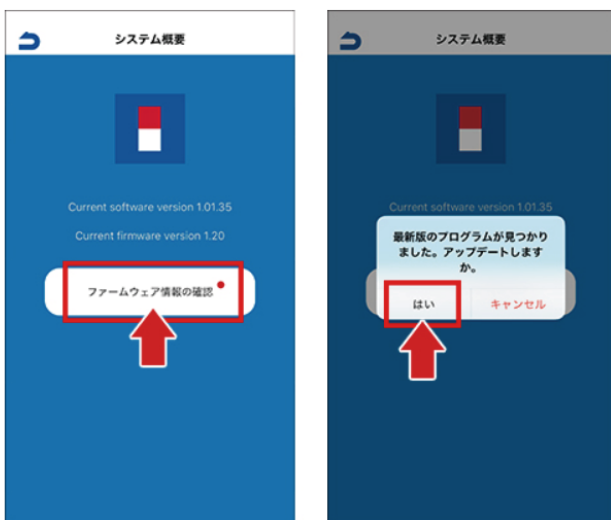 システム概要
Current software version 1.01.35
Current firmware version 1.20
ファームウェア情報の確認
システム概要
Current software version 1.01.35
最新版のプログラムが見つかり
ました。アップデートします
か。
はい
キャンセル